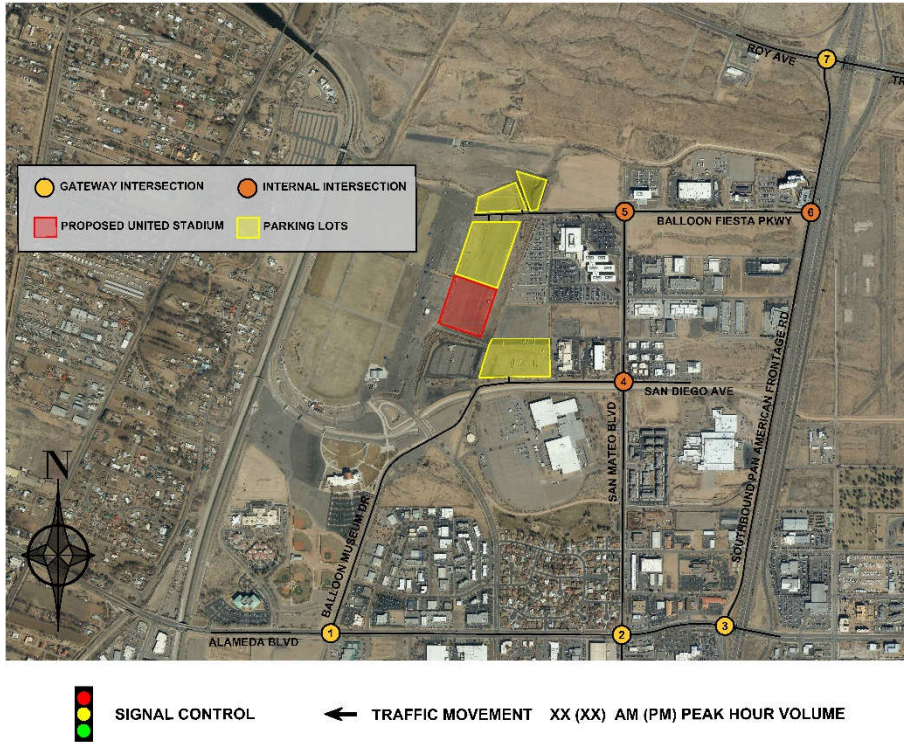 ROY AVE
7
TR
GATEWAY INTERSECTION
INTERNAL INTERSECTION
PROPOSED UNITED STADIUM
PARKING LOTS
5
6
BALLOON FIESTA PKWY
SOUTHBOUND PAN AMERICAN FRONTAGE RD
4
SAN DIEGO AVE
SAN MATEO BLVD
N
BALLOON MUSEUM DR
1
2
3
ALAMEDA BLVD
SIGNAL CONTROL
TRAFFIC MOVEMENT XX (XX) AM (PM) PEAK HOUR VOLUME